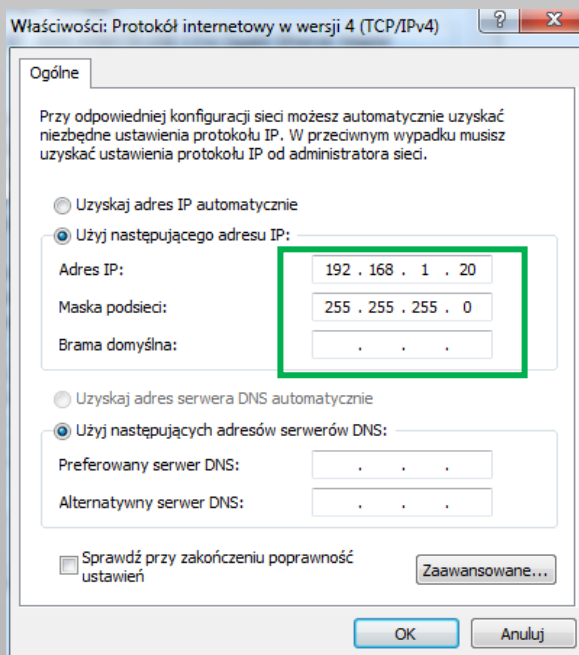 Właściwości: Protokół internetowy w wersji 4 (TCP/IPv4)
Ogólne
Przy odpowiedniej konfiguracji sieci możesz automatycznie uzyskać
niezbędne ustawienia protokołu IP. W przeciwnym wypadku musisz
uzyskać ustawienia protokołu IP od administratora sieci.
Uzyskaj adres IP automatycznie
Użyj następującego adresu IP:
Adres IP: 192 . 168 . 1 . 20
Maska podsieci: 255 . 255 . 255 . 0
Brama domyślna: . . .
Uzyskaj adres serwera DNS automatycznie
Użyj następujących adresów serwerów DNS:
Preferowany serwer DNS: . . .
Alternatywny serwer DNS: . . .
Sprawdź przy zakończeniu poprawność
ustawień
Zaawansowane...
OK Anuluj